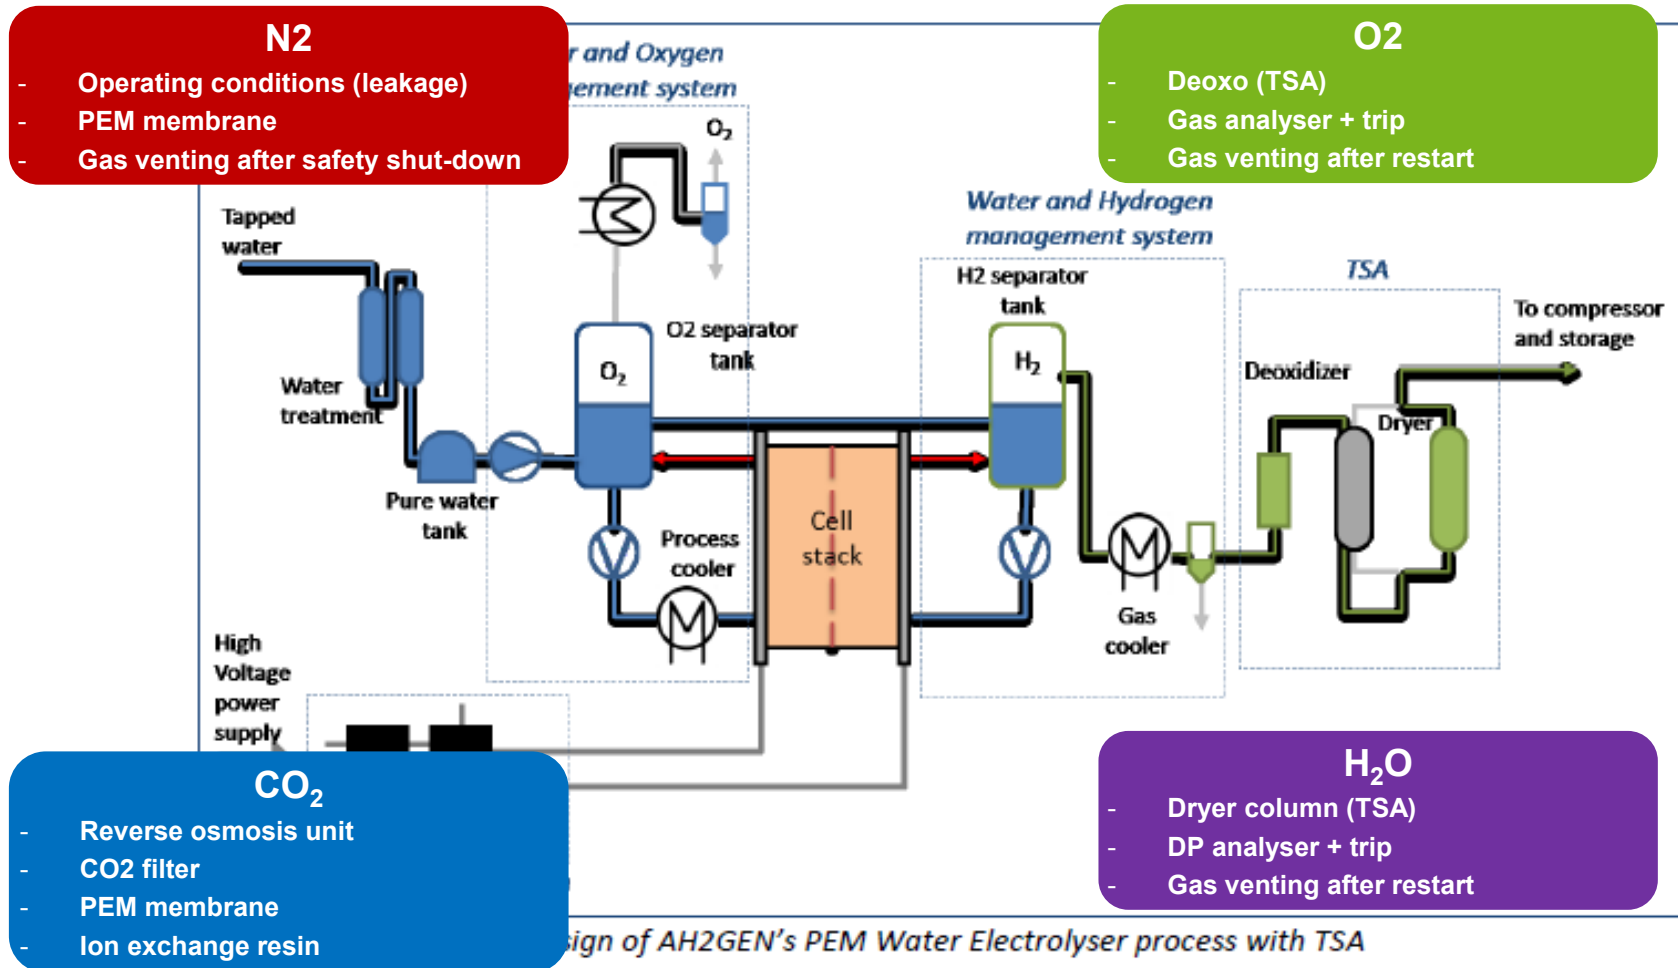 N2
- Operating conditions (leakage)
- PEM membrane
- Gas venting after safety shut-down
O2
- Deoxo (TSA)
- Gas analyser + trip
- Gas venting after restart
r and Oxygen
gement system
O₂
Tapped
water
Water
treatment
Pure water
tank
O2 separator
tank
O₂
Process
cooler
Cell
stack
Water and Hydrogen
management system
H2 separator
tank
H₂
Gas
cooler
TSA
Deoxidizer
Dryer
To compressor
and storage
High
Voltage
power
supply
CO₂
- Reverse osmosis unit
- CO2 filter
- PEM membrane
- Ion exchange resin
H₂O
- Dryer column (TSA)
- DP analyser + trip
- Gas venting after restart
sign of AH2GEN's PEM Water Electrolyser process with TSA